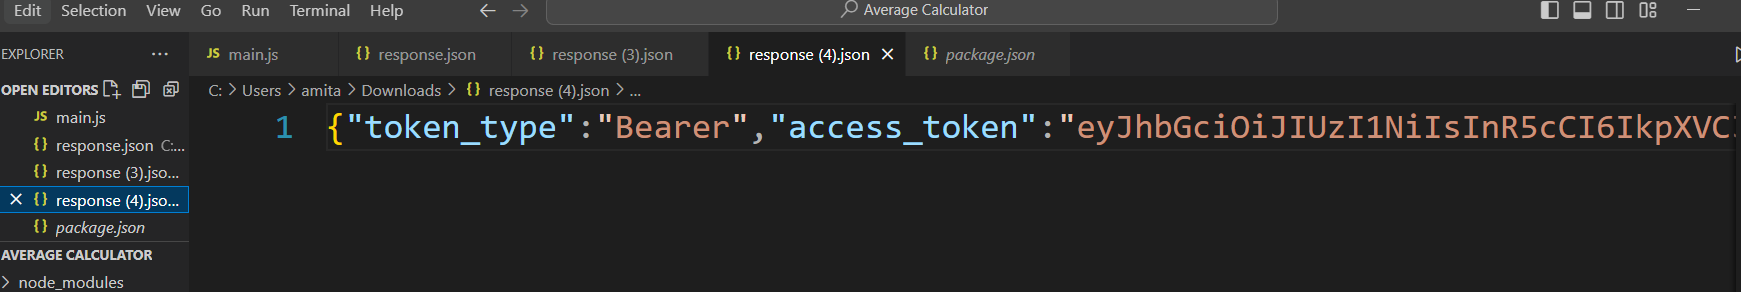 Edit Selection View Go Run Terminal Help Average Calculator
EXPLORER
JS main.js {} response.json {} response (3).json {} response (4).json {} package.json
OPEN EDITORS
C: > Users > amita > Downloads > {} response (4).json > ...
JS main.js
{} response.json C:...
{} response (3).jso...
{} response (4).jso...
{} package.json
1 {"token_type":"Bearer","access_token":"eyJhbGciOiJIUzI1NiIsInR5cCI6IkpXVC
AVERAGE CALCULATOR
> node_modules